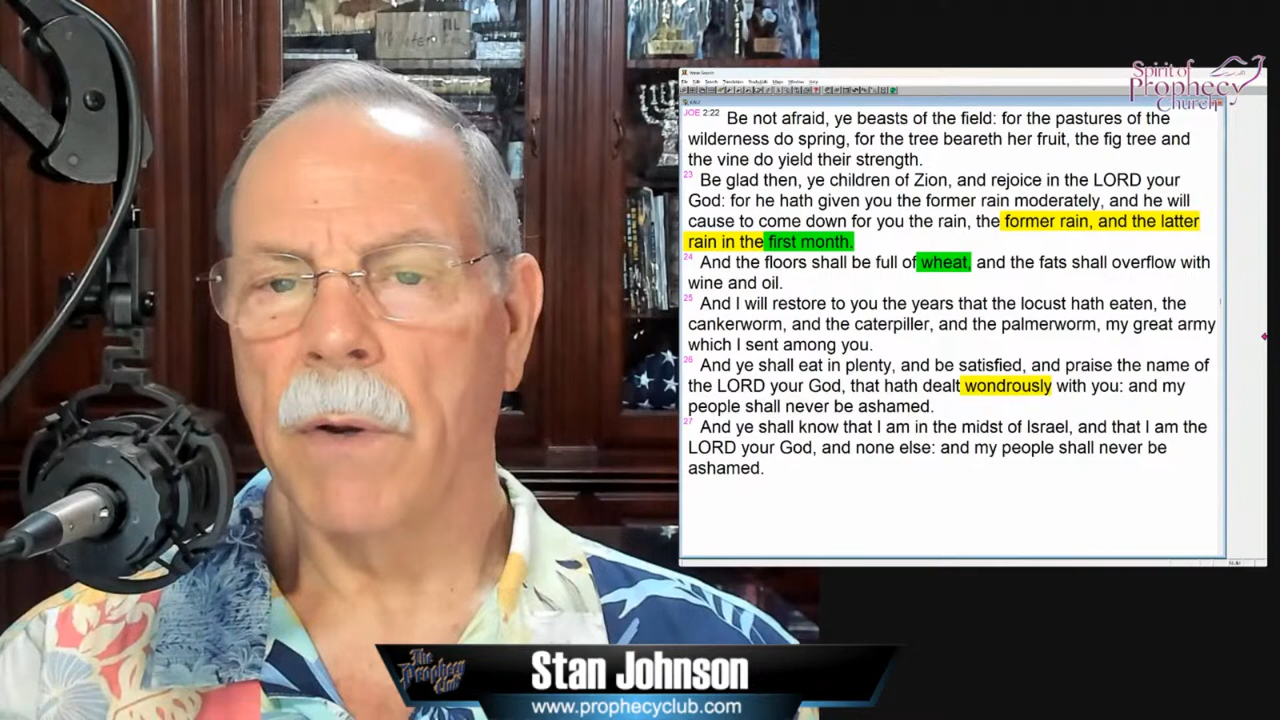 Spirit of
Prophecy
Church
JOE 2:22 Be not afraid, ye beasts of the field: for the pastures of the
wilderness do spring, for the tree beareth her fruit, the fig tree and
the vine do yield their strength.
23 Be glad then, ye children of Zion, and rejoice in the LORD your
God: for he hath given you the former rain moderately, and he will
cause to come down for you the rain, the former rain, and the latter
rain in the first month.
24 And the floors shall be full of wheat, and the fats shall overflow with
wine and oil.
25 And I will restore to you the years that the locust hath eaten, the
cankerworm, and the caterpiller, and the palmerworm, my great army
which I sent among you.
26 And ye shall eat in plenty, and be satisfied, and praise the name of
the LORD your God, that hath dealt wondrously with you: and my
people shall never be ashamed.
27 And ye shall know that I am in the midst of Israel, and that I am the
LORD your God, and none else: and my people shall never be
ashamed.
The
Prophecy
Club
Stan Johnson
www.prophecyclub.com